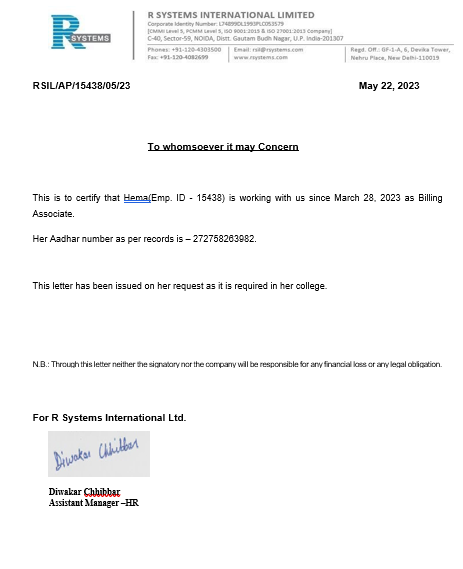 R SYSTEMS INTERNATIONAL LIMITED
Corporate Identity Number: L74899DL1993PLC053579
[CMMI Level 5, PCMM Level 5, ISO 9001:2015 & ISO 27001:2013 Company]
C-40, Sector-59, NOIDA, Distt. Gautam Budh Nagar, U.P. India-201307
R SYSTEMS
Phones: +91-120-4303500 Email: rsil@rsystems.com Regd. Off.: GF-1-A, 6, Devika Tower,
Fax: +91-120-4082699 www.rsystems.com Nehru Place, New Delhi-110019
RSIL/AP/15438/05/23 May 22, 2023
To whomsoever it may Concern
This is to certify that Hema(Emp. ID - 15438) is working with us since March 28, 2023 as Billing
Associate.
Her Aadhar number as per records is – 272758263982.
This letter has been issued on her request as it is required in her college.
N.B.: Through this letter neither the signatory nor the company will be responsible for any financial loss or any legal obligation.
For R Systems International Ltd.
Diwakar Chhibbar
Diwakar Chhibbar
Assistant Manager –HR